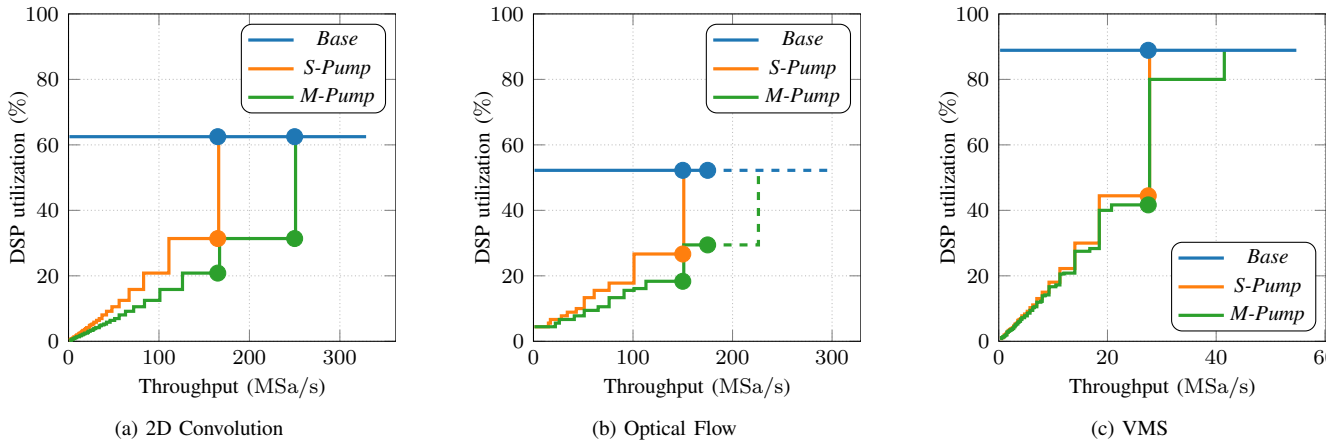 100
80
60
40
20
0
DSP utilization (%)
0 100 200 300
Throughput (MSa/s)
Base
S-Pump
M-Pump
(a) 2D Convolution
100
80
60
40
20
0
DSP utilization (%)
0 100 200 300
Throughput (MSa/s)
Base
S-Pump
M-Pump
(b) Optical Flow
100
80
60
40
20
0
DSP utilization (%)
0 20 40 60
Throughput (MSa/s)
Base
S-Pump
M-Pump
(c) VMS